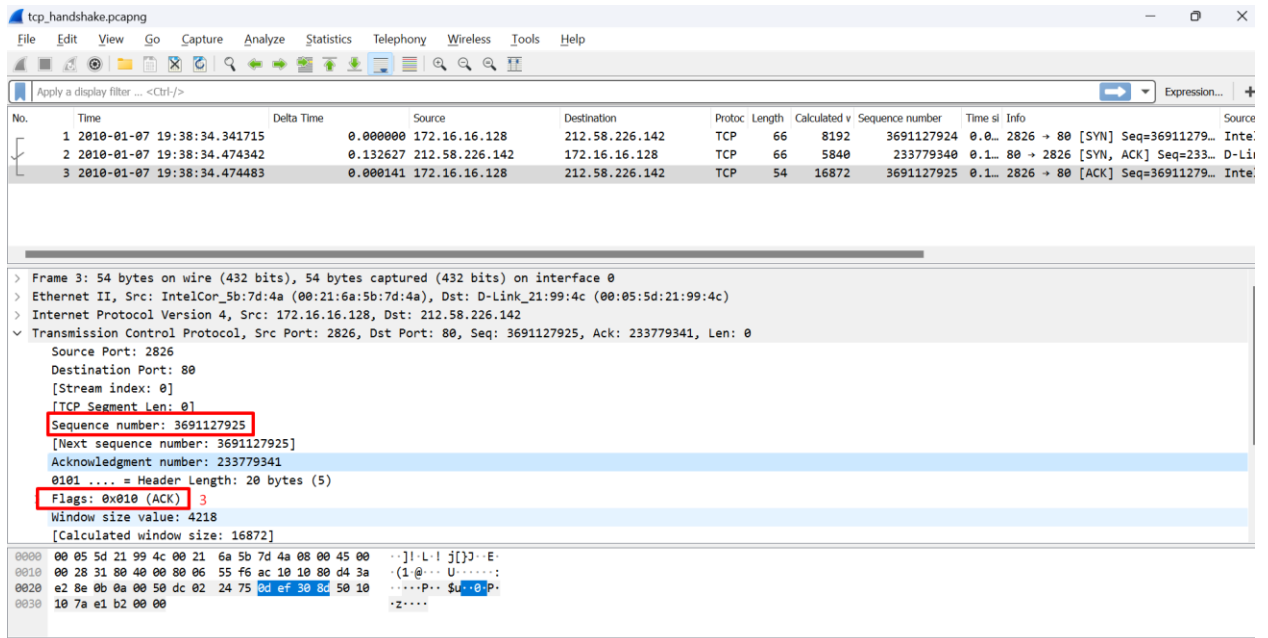 tcp_handshake.pcapng
File Edit View Go Capture Analyze Statistics Telephony Wireless Tools Help
Apply a display filter ... <Ctrl-/> Expression... +
No. Time Delta Time Source Destination Protoc Length Calculated v Sequence number Time si Info Source
1 2010-01-07 19:38:34.341715 0.000000 172.16.16.128 212.58.226.142 TCP 66 8192 3691127924 0.0… 2826 → 80 [SYN] Seq=36911279… Inte
2 2010-01-07 19:38:34.474342 0.132627 212.58.226.142 172.16.16.128 TCP 66 5840 233779340 0.1… 80 → 2826 [SYN, ACK] Seq=233… D-Li
3 2010-01-07 19:38:34.474483 0.000141 172.16.16.128 212.58.226.142 TCP 54 16872 3691127925 0.1… 2826 → 80 [ACK] Seq=36911279… Inte
> Frame 3: 54 bytes on wire (432 bits), 54 bytes captured (432 bits) on interface 0
> Ethernet II, Src: IntelCor_5b:7d:4a (00:21:6a:5b:7d:4a), Dst: D-Link_21:99:4c (00:05:5d:21:99:4c)
> Internet Protocol Version 4, Src: 172.16.16.128, Dst: 212.58.226.142
Transmission Control Protocol, Src Port: 2826, Dst Port: 80, Seq: 3691127925, Ack: 233779341, Len: 0
Source Port: 2826
Destination Port: 80
[Stream index: 0]
[TCP Segment Len: 0]
Sequence number: 3691127925
[Next sequence number: 3691127925]
Acknowledgment number: 233779341
0101 .... = Header Length: 20 bytes (5)
Flags: 0x010 (ACK) 3
Window size value: 4218
[Calculated window size: 16872]
0000 00 05 5d 21 99 4c 00 21 6a 5b 7d 4a 08 00 45 00 ··]!·L·! j[}J··E·
0010 00 28 31 80 40 00 80 06 55 f6 ac 10 10 80 d4 3a ·(1·@··· U······:
0020 e2 8e 0b 0a 00 50 dc 02 24 75 0d ef 30 8d 50 10 ·····P·· $u··0·P·
0030 10 7a e1 b2 00 00 ·z····